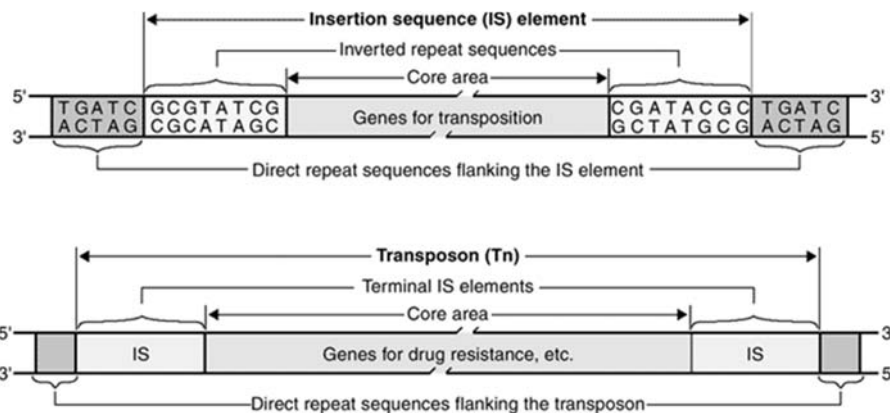 Insertion sequence (IS) element
Inverted repeat sequences
Core area
5' TGATC GCGTATCG Genes for transposition CGATACGC TGATC 3'
3' ACTAG CGCATAGC GCTATGCG ACTAG 5'
Direct repeat sequences flanking the IS element
Transposon (Tn)
Terminal IS elements
Core area
5' 3'
IS Genes for drug resistance, etc. IS
3' 5'
Direct repeat sequences flanking the transposon